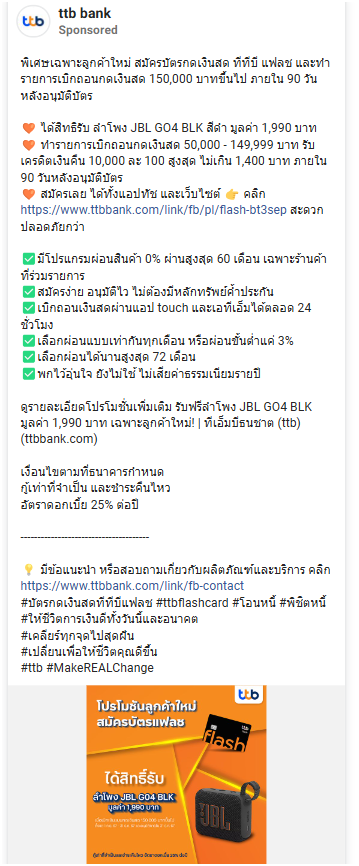 ttb bank
Sponsored
พิเศษเฉพาะลูกค้าใหม่ สมัครบัตรกดเงินสด ทีทีบี แฟลช และทำ
รายการเบิกถอนกดเงินสด 150,000 บาทขึ้นไป ภายใน 90 วัน
หลังอนุมัติบัตร
🧡 ได้สิทธิรับ ลำโพง JBL GO4 BLK สีดำ มูลค่า 1,990 บาท
🧡 ทำรายการเบิกถอนกดเงินสด 50,000 - 149,999 บาท รับ
เครดิตเงินคืน 10,000 ละ 100 สูงสุด ไม่เกิน 1,400 บาท ภายใน
90 วันหลังอนุมัติบัตร
🧡 สมัครเลย ได้ทั้งแอปทัช และเว็บไซต์ 👉 คลิก
https://www.ttbbank.com/link/fb/pl/flash-bt3sep สะดวก
ปลอดภัยกว่า
✅มีโปรแกรมผ่อนสินค้า 0% ผ่านสูงสุด 60 เดือน เฉพาะร้านค้า
ที่ร่วมรายการ
✅สมัครง่าย อนุมัติไว ไม่ต้องมีหลักทรัพย์ค้ำประกัน
✅เบิกถอนเงินสดผ่านแอป touch และเอทีเอ็มได้ตลอด 24
ชั่วโมง
✅เลือกผ่อนแบบเท่ากันทุกเดือน หรือผ่อนขั้นต่ำแค่ 3%
✅เลือกผ่อนได้นานสูงสุด 72 เดือน
✅พกไว้อุ่นใจ ยังไม่ใช้ ไม่เสียค่าธรรมเนียมรายปี
ดูรายละเอียดโปรโมชั่นเพิ่มเติม รับฟรีลำโพง JBL GO4 BLK
มูลค่า 1,990 บาท เฉพาะลูกค้าใหม่! | ทีเอ็มบีธนชาต (ttb)
(ttbbank.com)
เงื่อนไขตามที่ธนาคารกำหนด
กู้เท่าที่จำเป็น และชำระคืนไหว
อัตราดอกเบี้ย 25% ต่อปี
--------------------------------------
💡 มีข้อแนะนำ หรือสอบถามเกี่ยวกับผลิตภัณฑ์และบริการ คลิก
https://www.ttbbank.com/link/fb-contact
#บัตรกดเงินสดทีทีบีแฟลช #ttbflashcard #โอนหนี้ #พิชิตหนี้
#ให้ชีวิตการเงินดีทั้งวันนี้และอนาคต
#เคลียร์ทุกจุดไปสุดฝัน
#เปลี่ยนเพื่อให้ชีวิตคุณดีขึ้น
#ttb #MakeREALChange
ttb
โปรโมชันลูกค้าใหม่
สมัครบัตรแฟลช
flash
ได้สิทธิ์รับ
ลำโพง JBL GO4 BLK
มูลค่า 1,990 บาท
JBL